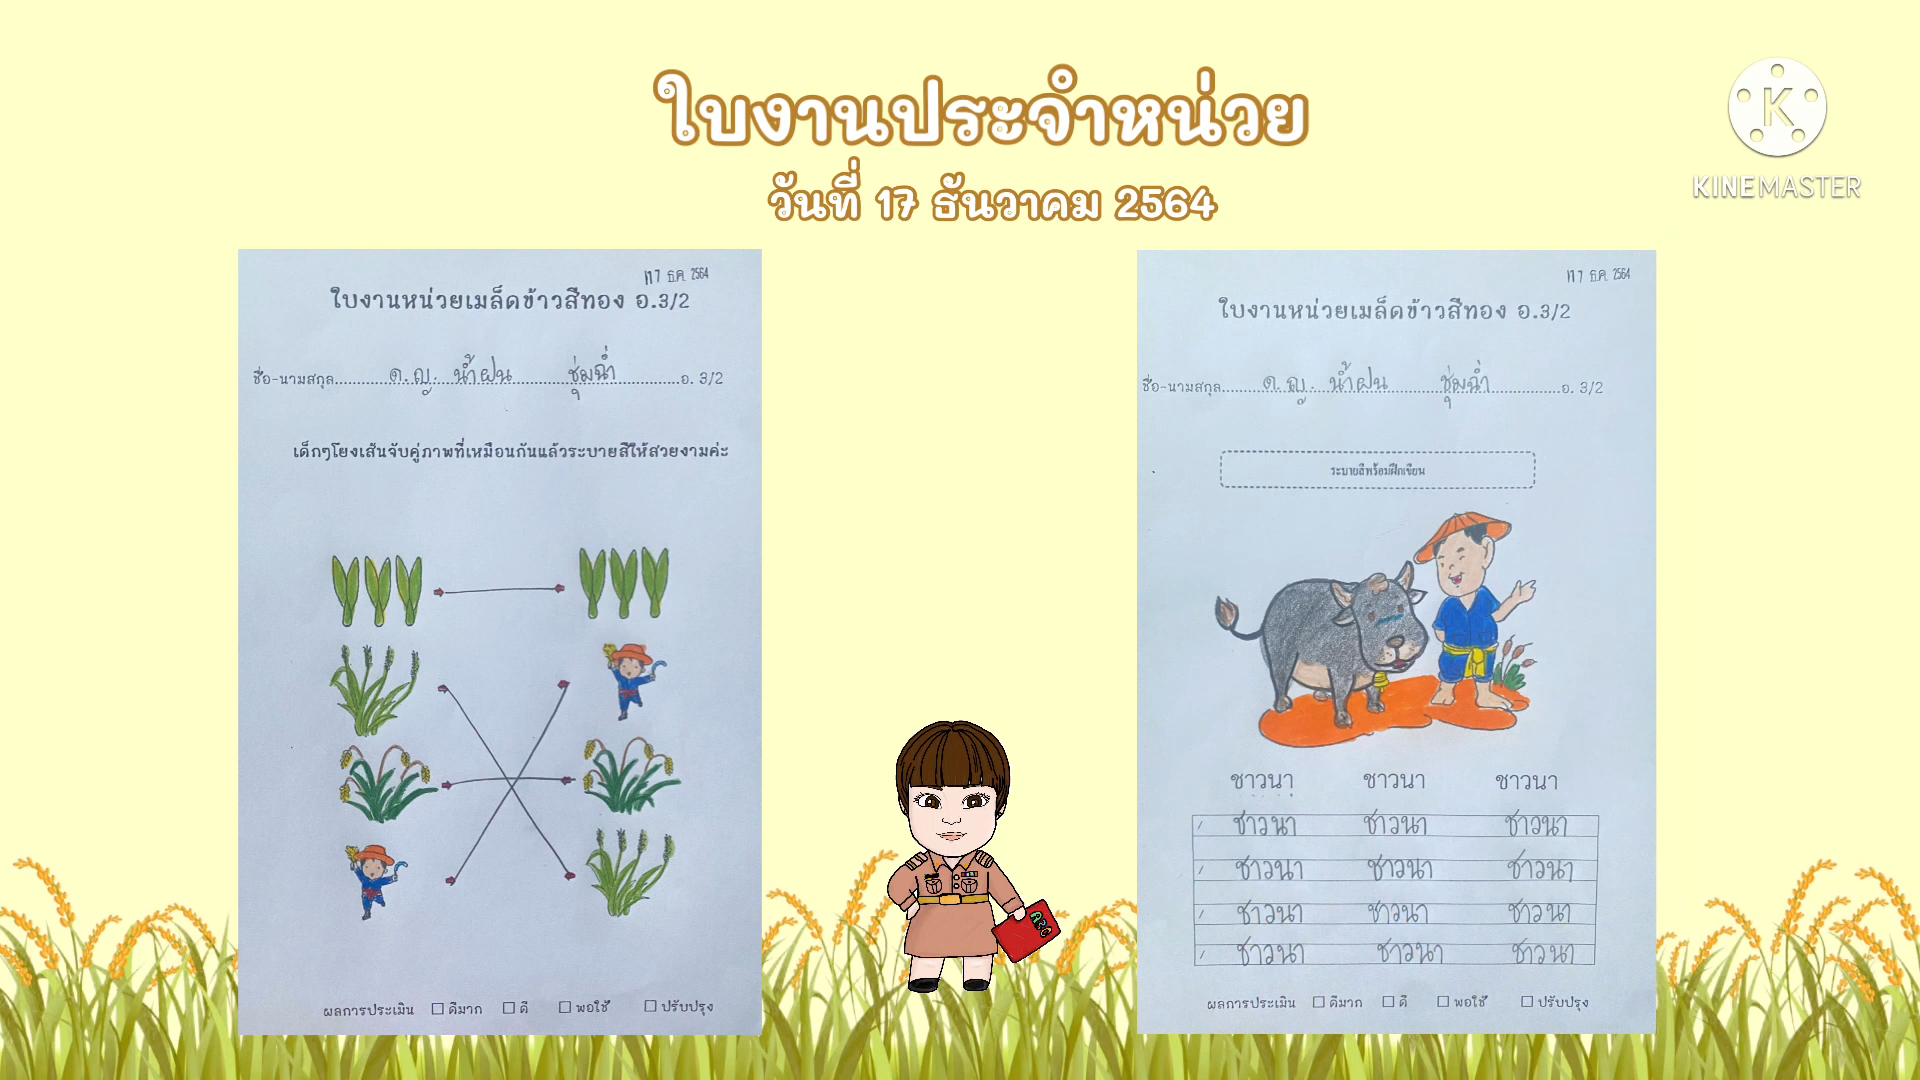 ใบงานประจำหน่วย
วันที่ 17 ธันวาคม 2564
KINEMASTER
17 ธ.ค. 2564
ใบงานหน่วยเมล็ดข้าวสีทอง อ.3/2
ชื่อ-นามสกุล ด.ญ. น้ำฝน ชุ่มฉ่ำ อ. 3/2
เด็กๆโยงเส้นจับคู่ภาพที่เหมือนกันแล้วระบายสีให้สวยงามค่ะ
ผลการประเมิน ☐ ดีมาก ☐ ดี ☐ พอใช้ ☐ ปรับปรุง
ABC
17 ธ.ค. 2564
ใบงานหน่วยเมล็ดข้าวสีทอง อ.3/2
ชื่อ-นามสกุล ด.ญ. น้ำฝน ชุ่มฉ่ำ อ. 3/2
ระบายสีพร้อมฝึกเขียน
ชาวนา ชาวนา ชาวนา
ชาวนา ชาวนา ชาวนา
ชาวนา ชาวนา ชาวนา
ชาวนา ชาวนา ชาวนา
ชาวนา ชาวนา ชาวนา
ผลการประเมิน ☐ ดีมาก ☐ ดี ☐ พอใช้ ☐ ปรับปรุง